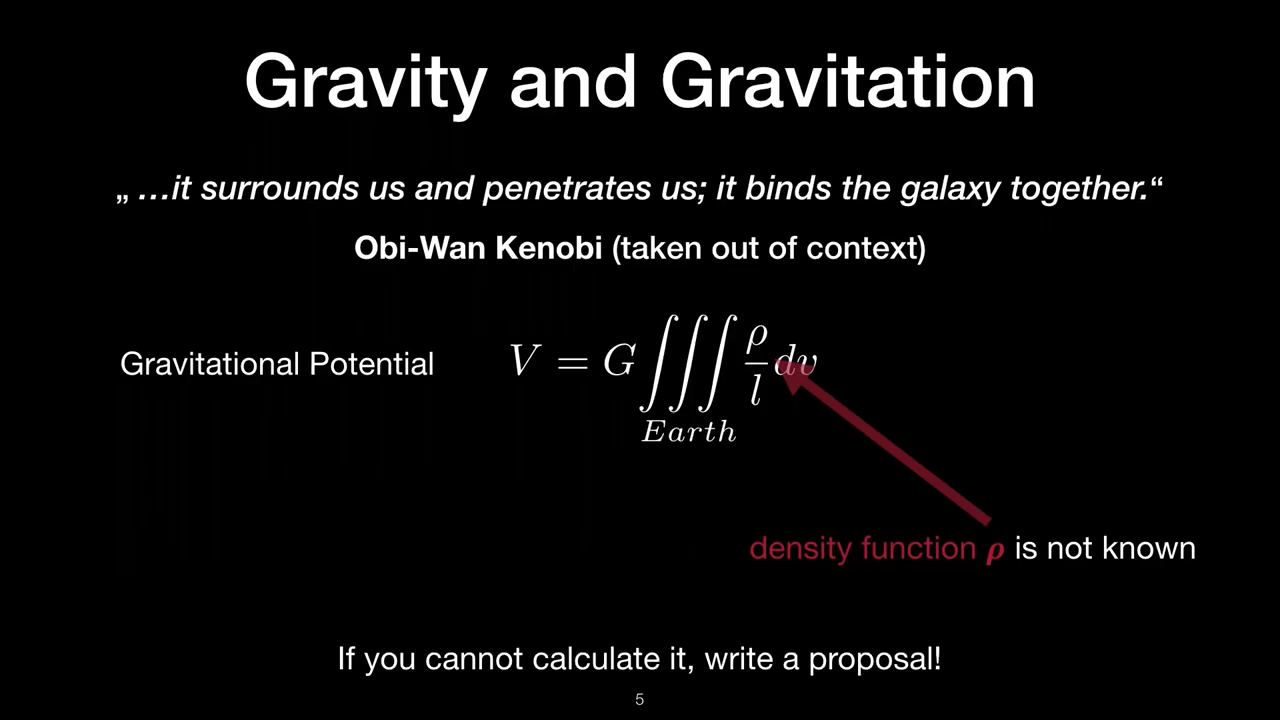 Gravity and Gravitation
„ …it surrounds us and penetrates us; it binds the galaxy together.“
Obi-Wan Kenobi (taken out of context)
Gravitational Potential V = G ∭_{Earth} \frac{ρ}{l} dv
density function ρ is not known
If you cannot calculate it, write a proposal!
5